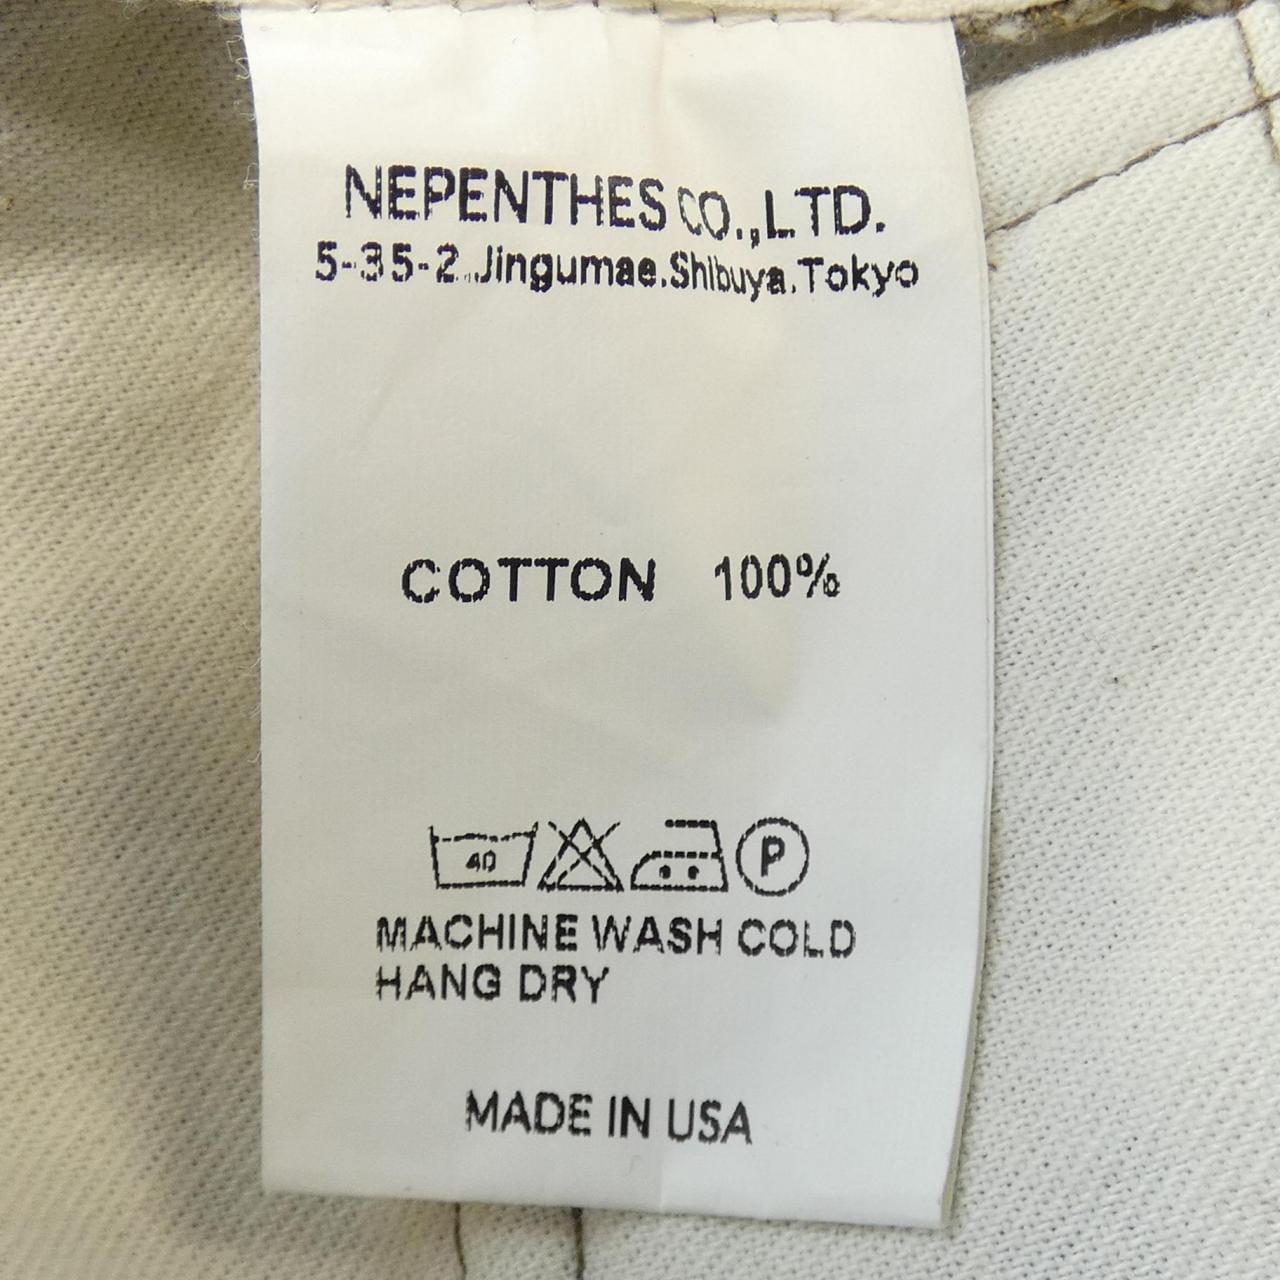 NEPENTHES CO.,LTD.
5-35-2.Jingumae.Shibuya.Tokyo
COTTON 100%
40 P
MACHINE WASH COLD
HANG DRY
MADE IN USA